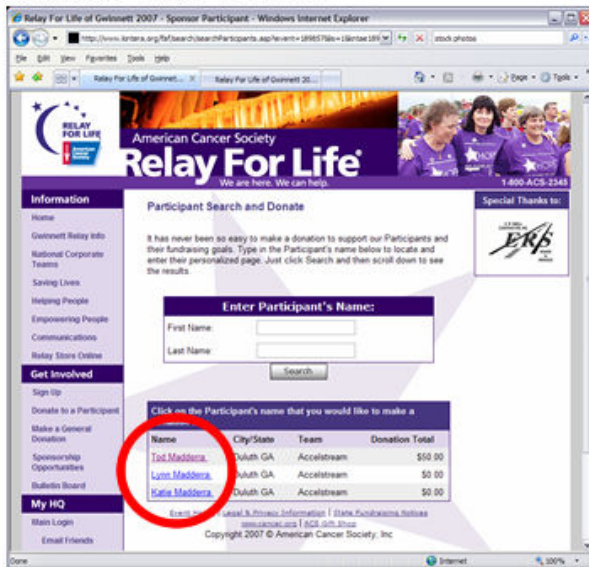 Relay For Life of Gwinnett 2007 - Sponsor Participant - Windows Internet Explorer
stock photos
File Edit View Favorites Tools Help
Relay For Life of Gwinnet... X Relay For Life of Gwinnett 20...
Page Tools
RELAY
FOR LIFE
American
Cancer
Society
American Cancer Society
Relay For Life®
We are here. We can help.
1-800-ACS-2345
Information
Home
Gwinnett Relay Info
National Corporate
Teams
Saving Lives
Helping People
Empowering People
Communications
Relay Store Online
Get Involved
Sign Up
Donate to a Participant
Make a General
Donation
Sponsorship
Opportunities
Bulletin Board
My HQ
Main Login
Email Friends
Participant Search and Donate
It has never been so easy to make a donation to support our Participants and
their fundraising goals. Type in the Participant's name below to locate and
enter their personalized page. Just click Search and then scroll down to see
the results.
Enter Participant's Name:
First Name:
Last Name:
Search
Click on the Participant's name that you would like to make a
Name City/State Team Donation Total
Tod Madderra Duluth GA Accelstream $50.00
Lynn Madderra Duluth GA Accelstream $0.00
Katie Madderra Duluth GA Accelstream $0.00
Event | Legal & Privacy Information | State Fundraising Notices
www.cancer.org | ACS Gift Shop
Copyright 2007 © American Cancer Society, Inc
Special Thanks to:
ERS
Done
Internet
100%